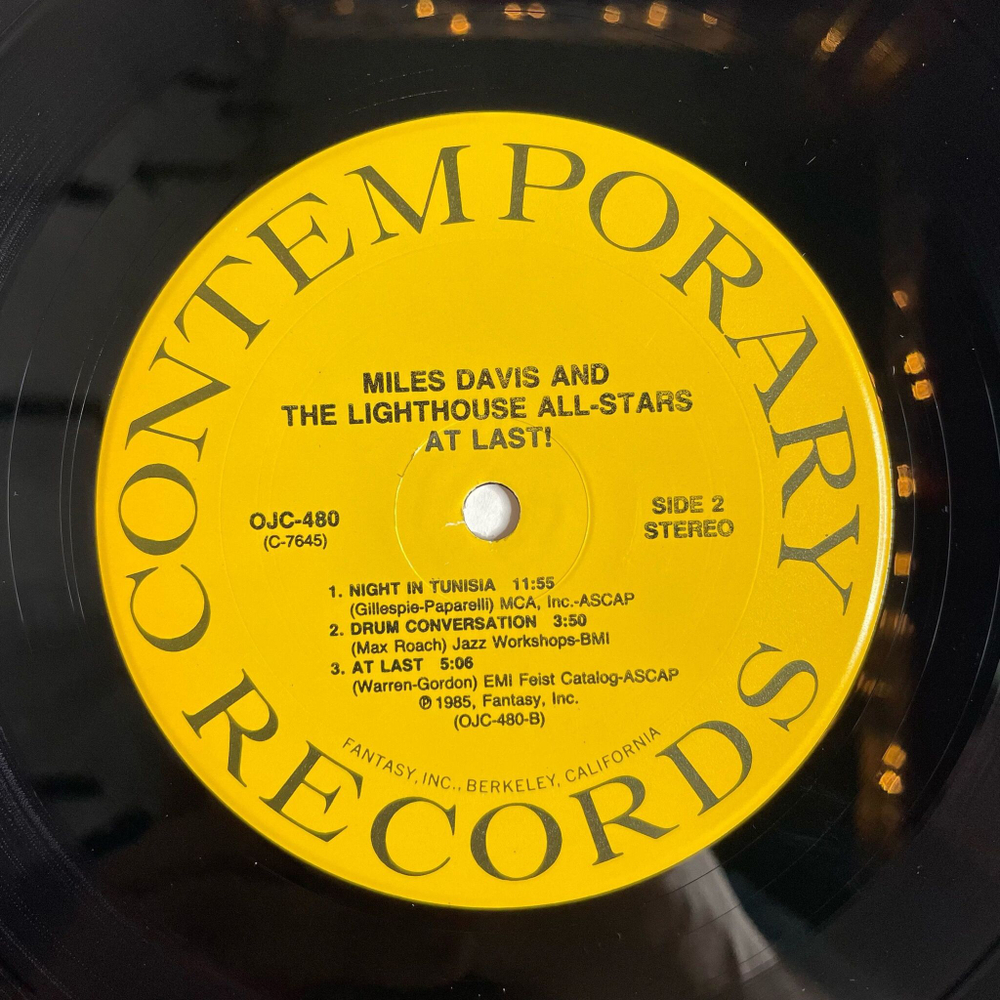 CONTEMPORARY
MILES DAVIS AND
THE LIGHTHOUSE ALL-STARS
AT LAST!
OJC-480
(C-7645)
SIDE 2
STEREO
1. NIGHT IN TUNISIA 11:55
(Gillespie-Paparelli) MCA, Inc.-ASCAP
2. DRUM CONVERSATION 3:50
(Max Roach) Jazz Workshops-BMI
3. AT LAST 5:06
(Warren-Gordon) EMI Feist Catalog-ASCAP
℗ 1985, Fantasy, Inc.
(OJC-480-B)
FANTASY, INC., BERKELEY, CALIFORNIA
RECORDS